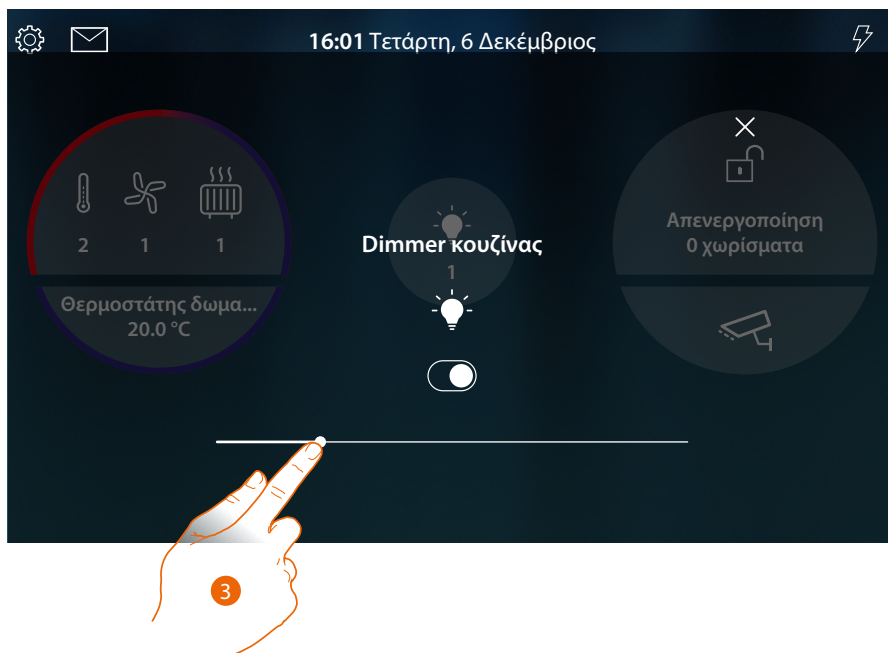 16:01 Τετάρτη, 6 Δεκέμβριος
2 1 1
Θερμοστάτης δωμα...
20.0 °C
Dimmer κουζίνας
1
Απενεργοποίηση
0 χωρίσματα
3